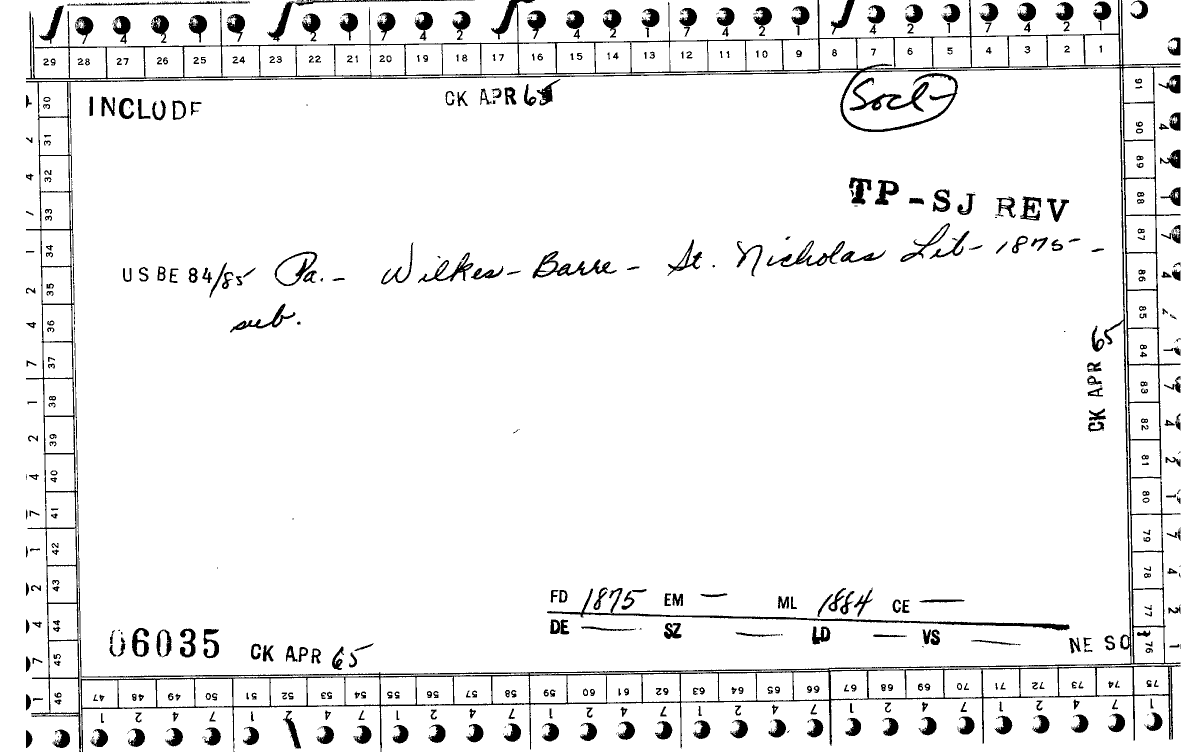 29 28 27 26 25 24 23 22 21 20 19 18 17 16 15 14 13 12 11 10 9 8 7 6 5 4 3 2 1
INCLUDE
CK APR 65
Socl-
TP-SJ REV
USBE 84/85 Pa. - Wilkes-Barre - St. Nicholas Lit- 1875- -
sub.
CK APR 65
FD 1875 EM — ML 1884 CE —
DE — SZ — LD — VS —
NE SO
06035 CK APR 65
30 31 32 33 34 35 36 37 38 39 40 41 42 43 44 45 46
91 90 89 88 87 86 85 84 83 82 81 80 79 78 77 76
47 48 49 50 51 52 53 54 55 56 57 58 59 60 61 62 63 64 65 66 67 68 69 70 71 72 73 74 75